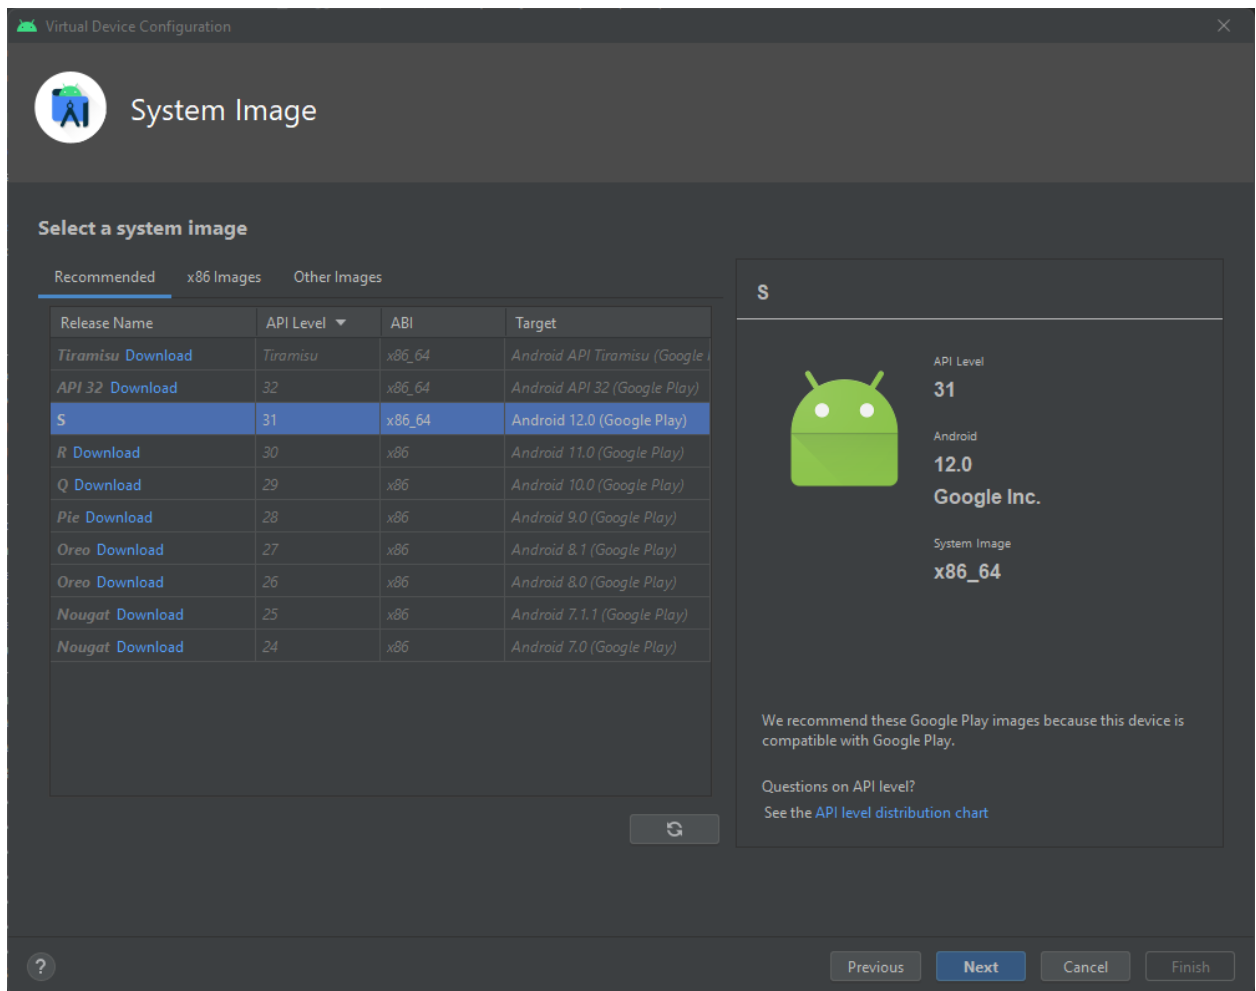 Virtual Device Configuration
System Image
Select a system image
Recommended x86 Images Other Images
Release Name API Level ABI Target
Tiramisu Download Tiramisu x86_64 Android API Tiramisu (Google
API 32 Download 32 x86_64 Android API 32 (Google Play)
S 31 x86_64 Android 12.0 (Google Play)
R Download 30 x86 Android 11.0 (Google Play)
Q Download 29 x86 Android 10.0 (Google Play)
Pie Download 28 x86 Android 9.0 (Google Play)
Oreo Download 27 x86 Android 8.1 (Google Play)
Oreo Download 26 x86 Android 8.0 (Google Play)
Nougat Download 25 x86 Android 7.1.1 (Google Play)
Nougat Download 24 x86 Android 7.0 (Google Play)
S
API Level
31
Android
12.0
Google Inc.
System Image
x86_64
We recommend these Google Play images because this device is
compatible with Google Play.
Questions on API level?
See the API level distribution chart
? Previous Next Cancel Finish